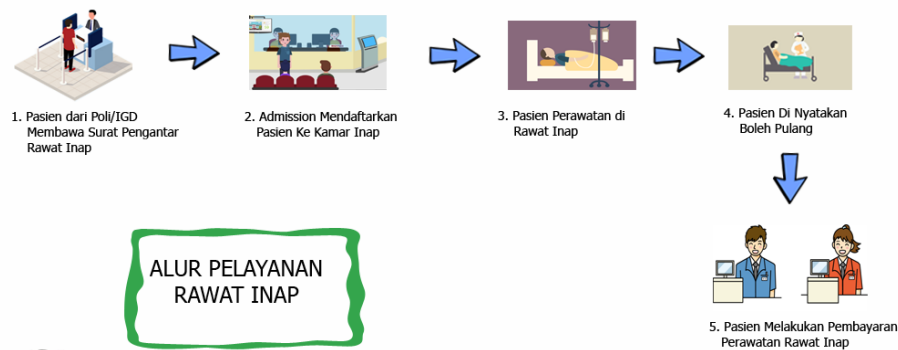 1. Pasien dari Poli/IGD
Membawa Surat Pengantar
Rawat Inap
2. Admission Mendaftarkan
Pasien Ke Kamar Inap
3. Pasien Perawatan di
Rawat Inap
4. Pasien Di Nyatakan
Boleh Pulang
5. Pasien Melakukan Pembayaran
Perawatan Rawat Inap
ALUR PELAYANAN
RAWAT INAP